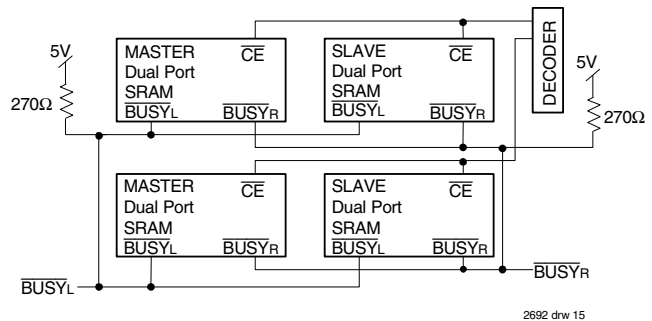 5V
270Ω
MASTER
Dual Port
SRAM
BUSYL
CE
BUSYR
SLAVE
Dual Port
SRAM
BUSYL
CE
BUSYR
DECODER
5V
270Ω
MASTER
Dual Port
SRAM
BUSYL
CE
BUSYR
SLAVE
Dual Port
SRAM
BUSYL
CE
BUSYR
BUSYL
BUSYR
2692 drw 15